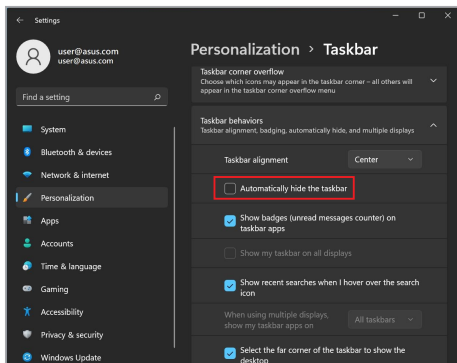 Settings
user@asus.com
user@asus.com
Find a setting
System
Bluetooth & devices
Network & internet
Personalization
Apps
Accounts
Time & language
Gaming
Accessibility
Privacy & security
Windows Update
Personalization > Taskbar
Taskbar corner overflow
Choose which icons may appear in the taskbar corner – all others will
appear in the taskbar corner overflow menu
Taskbar behaviors
Taskbar alignment, badging, automatically hide, and multiple displays
Taskbar alignment Center
Automatically hide the taskbar
Show badges (unread messages counter) on
taskbar apps
Show my taskbar on all displays
Show recent searches when I hover over the search
icon
When using multiple displays,
show my taskbar apps on All taskbars
Select the far corner of the taskbar to show the
desktop